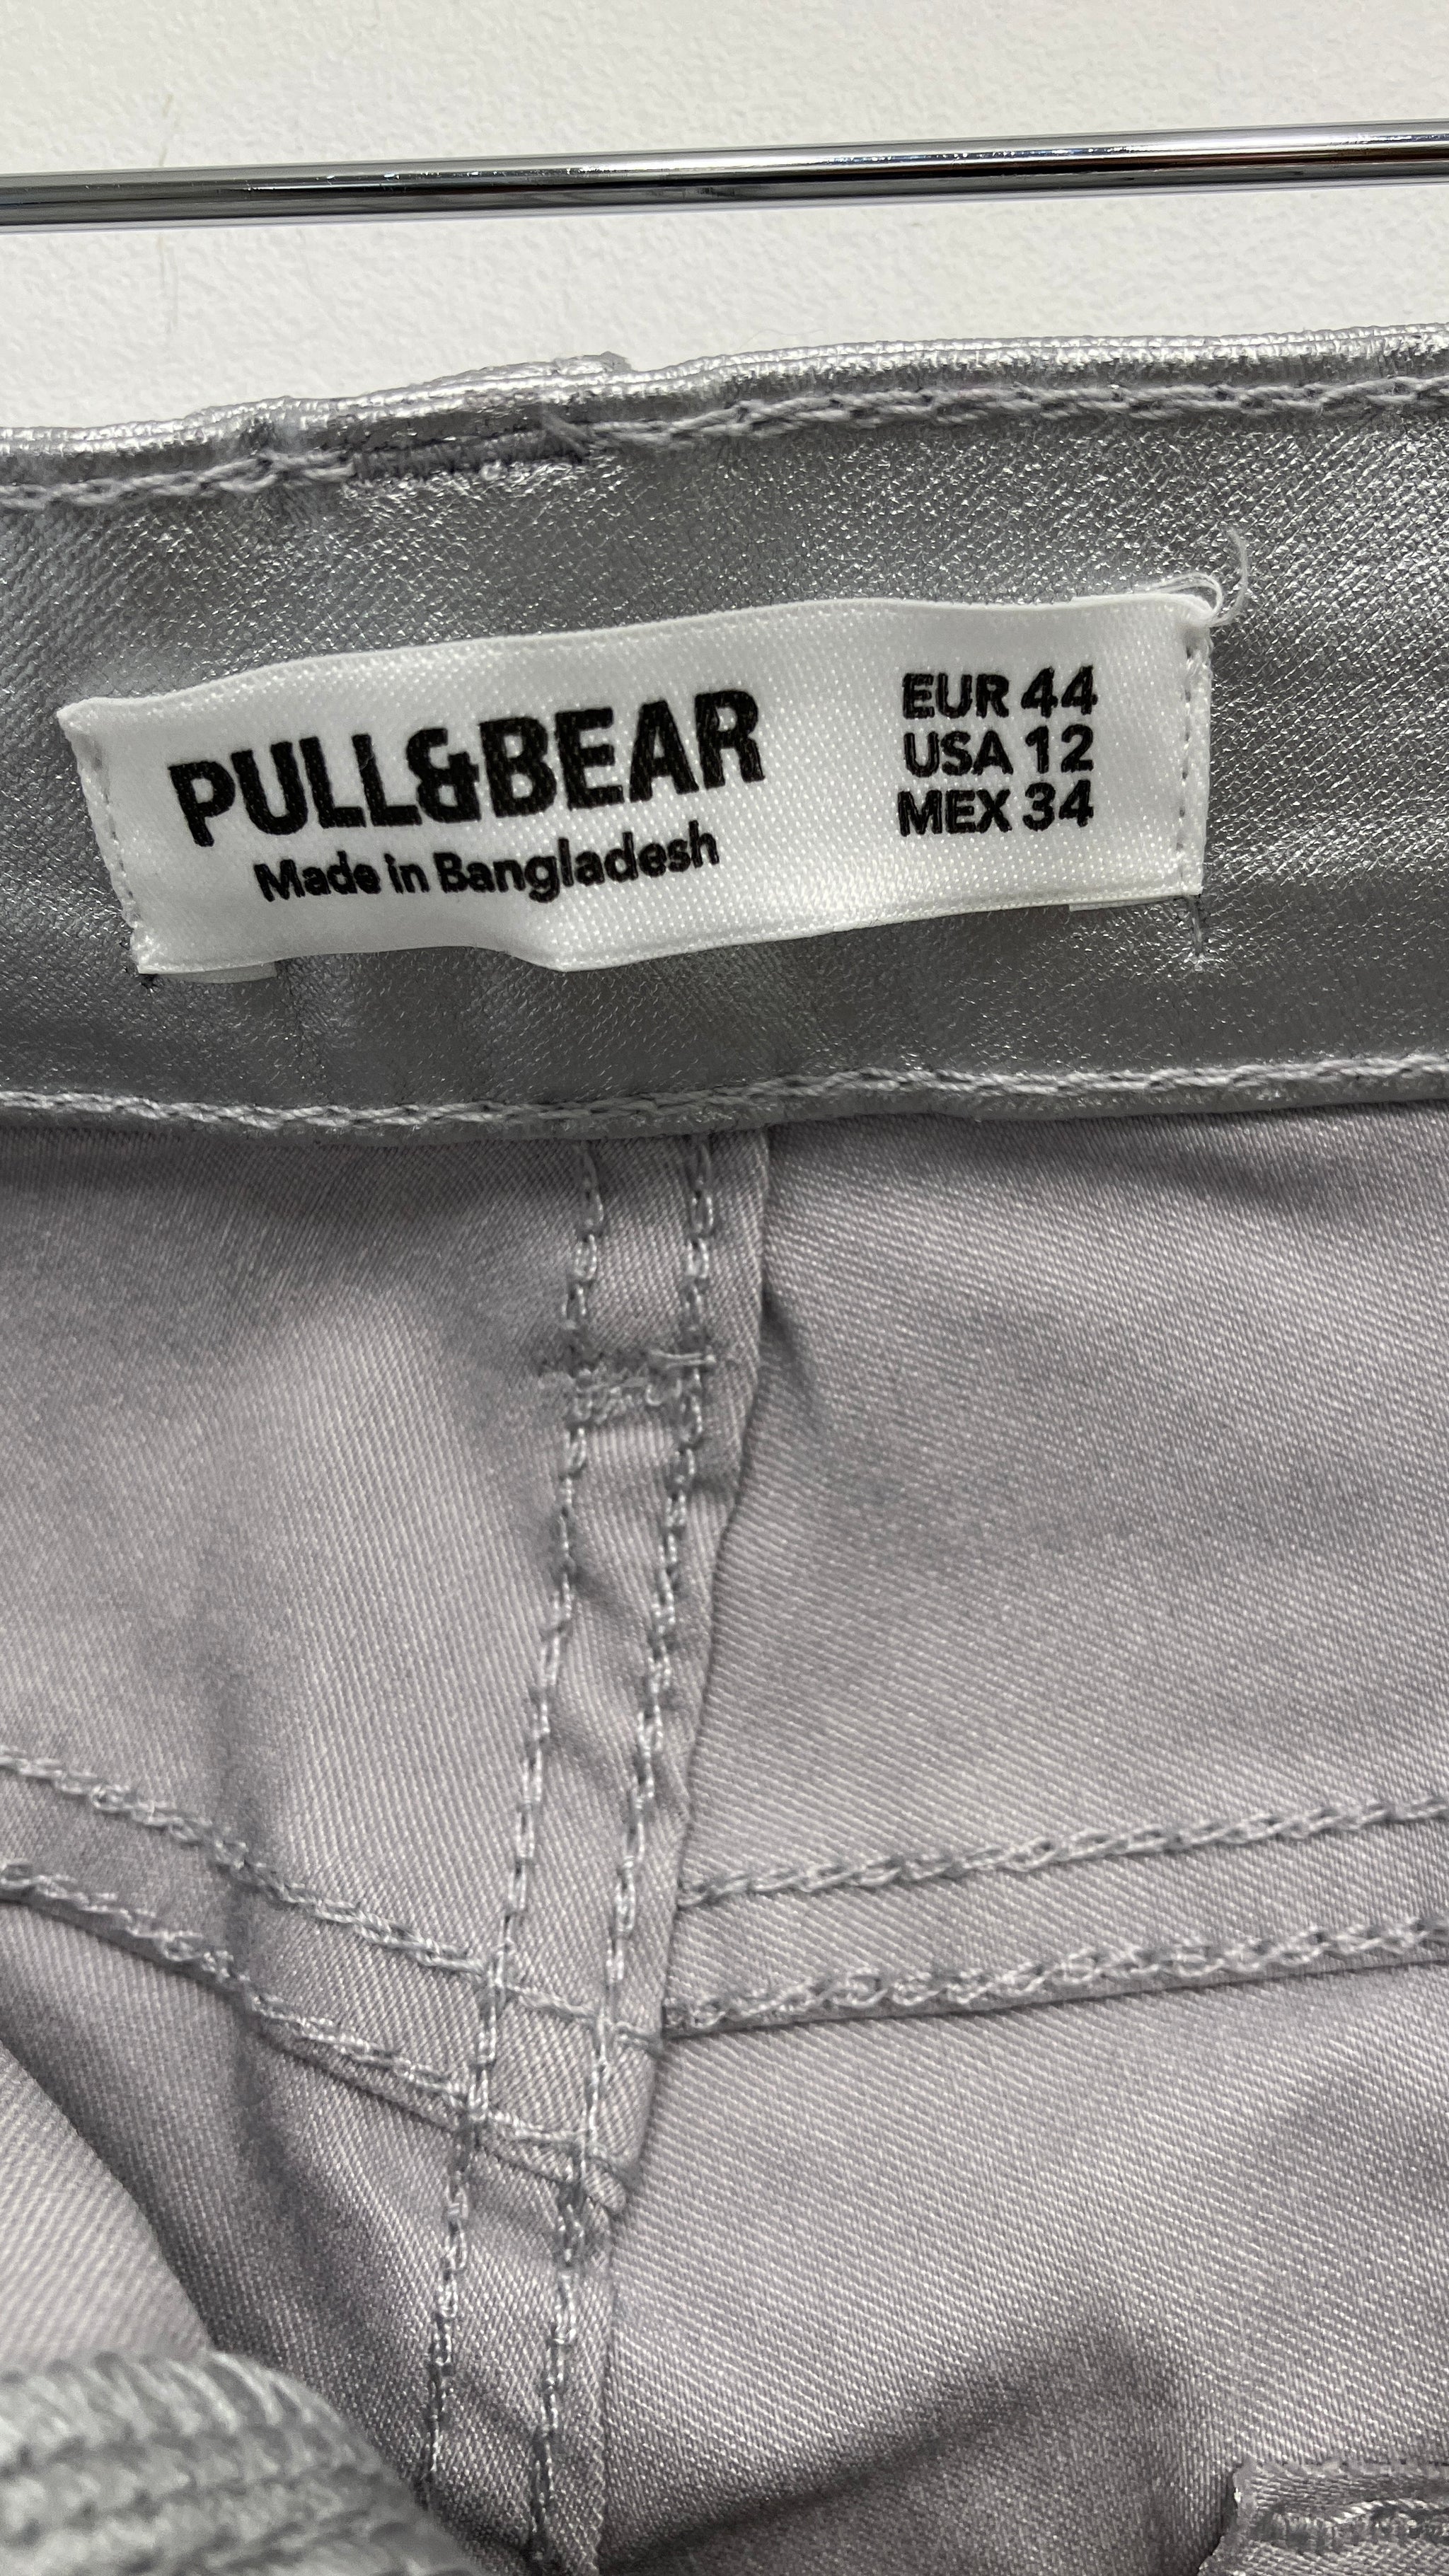 PULL&BEAR
Made in Bangladesh
EUR 44
USA 12
MEX 34